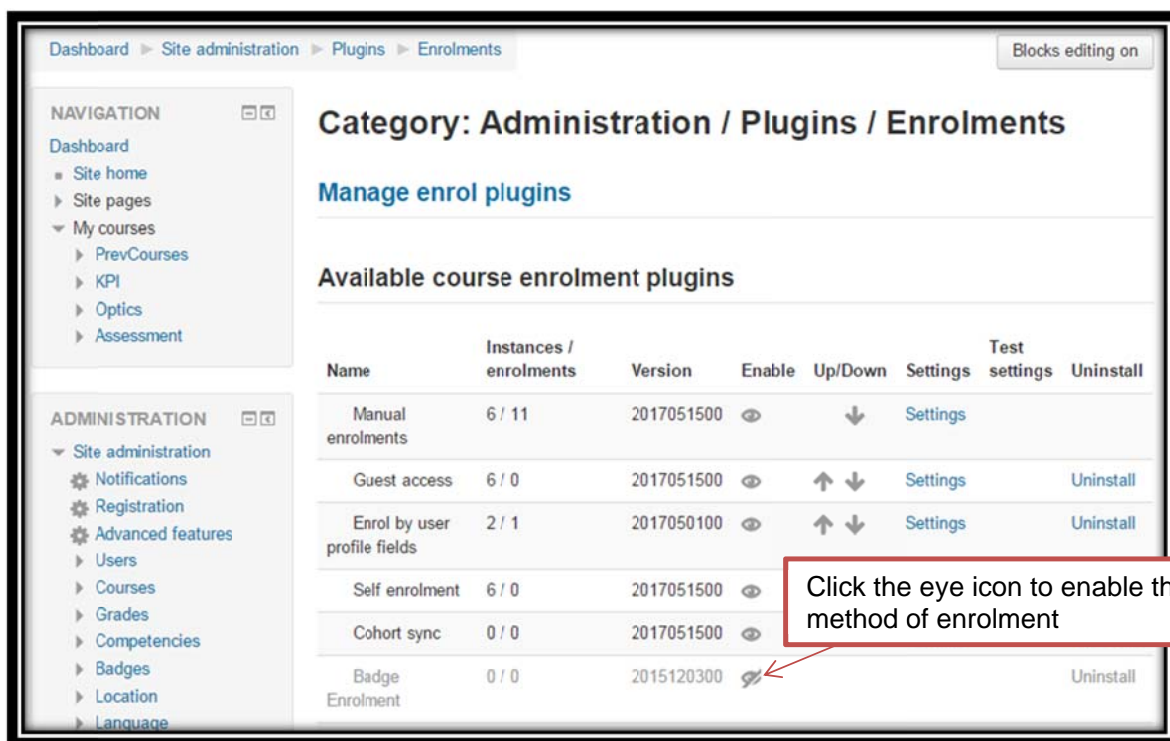 Dashboard Site administration Plugins Enrolments
Blocks editing on
NAVIGATION
Dashboard
Site home
Site pages
My courses
PrevCourses
KPI
Optics
Assessment
ADMINISTRATION
Site administration
Notifications
Registration
Advanced features
Users
Courses
Grades
Competencies
Badges
Location
Language
Category: Administration / Plugins / Enrolments
Manage enrol plugins
Available course enrolment plugins
Name Instances / enrolments Version Enable Up/Down Settings Test settings Uninstall
Manual enrolments 6 / 11 2017051500 Settings
Guest access 6 / 0 2017051500 Settings Uninstall
Enrol by user profile fields 2 / 1 2017050100 Settings Uninstall
Self enrolment 6 / 0 2017051500
Cohort sync 0 / 0 2017051500
Badge Enrolment 0 / 0 2015120300 Uninstall
Click the eye icon to enable th
method of enrolment